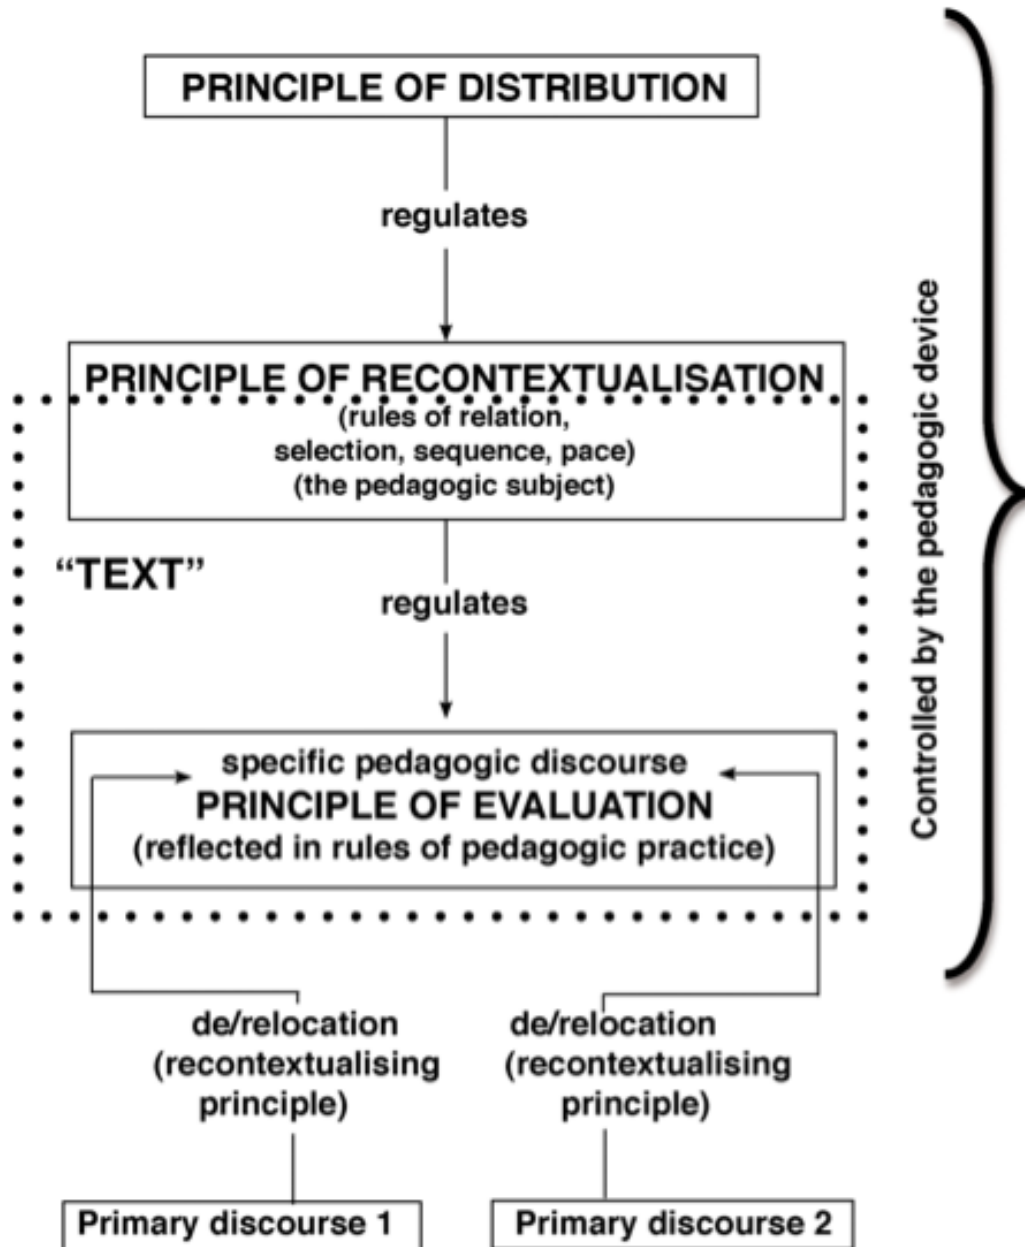 PRINCIPLE OF DISTRIBUTION
regulates
PRINCIPLE OF RECONTEXTUALISATION
(rules of relation,
selection, sequence, pace)
(the pedagogic subject)
“TEXT”
regulates
specific pedagogic discourse
PRINCIPLE OF EVALUATION
(reflected in rules of pedagogic practice)
de/relocation
(recontextualising
principle)
de/relocation
(recontextualising
principle)
Primary discourse 1
Primary discourse 2
Controlled by the pedagogic device